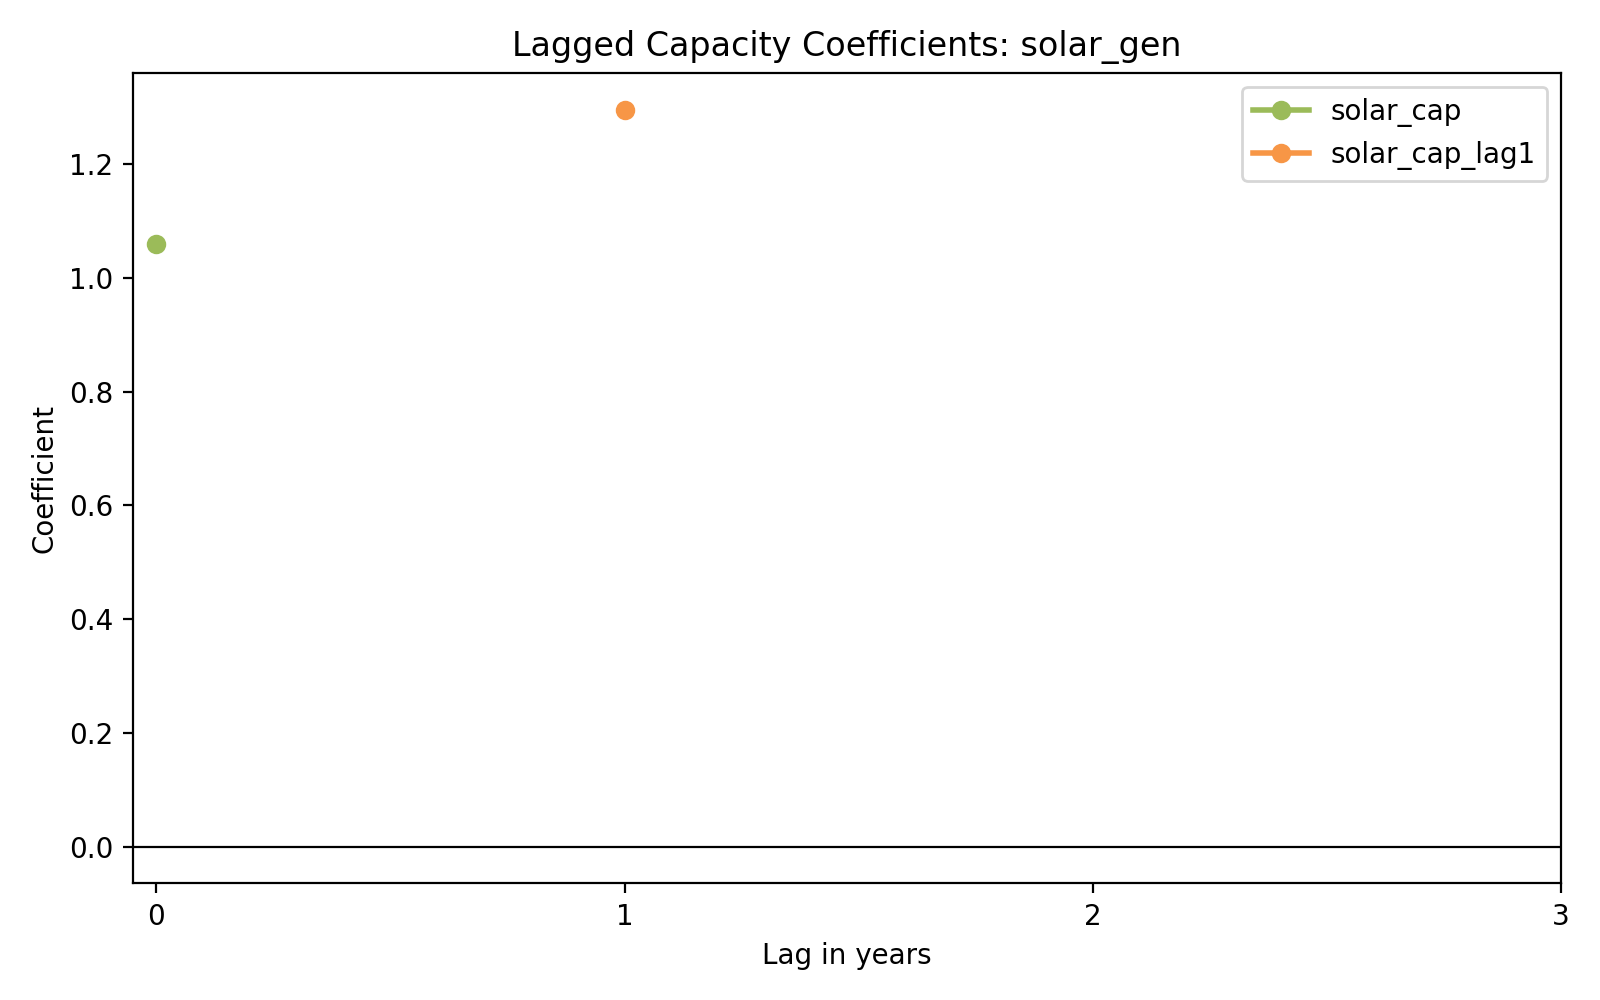 Lagged Capacity Coefficients: solar_gen
solar_cap
solar_cap_lag1
1.2
1.0
0.8
0.6
0.4
0.2
0.0
Coefficient
0 1 2 3
Lag in years